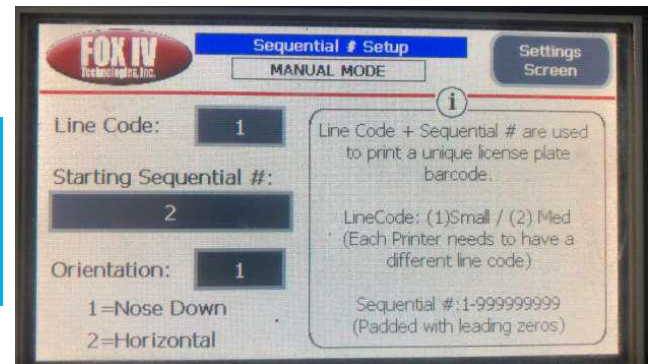 FOX IV
Technologies, Inc.
Sequential # Setup
MANUAL MODE
Settings
Screen
Line Code:
1
Starting Sequential #:
2
Orientation:
1
1=Nose Down
2=Horizontal
i
Line Code + Sequential # are used
to print a unique license plate
barcode.
LineCode: (1)Small / (2) Med
(Each Printer needs to have a
different line code)
Sequential #:1-999999999
(Padded with leading zeros)